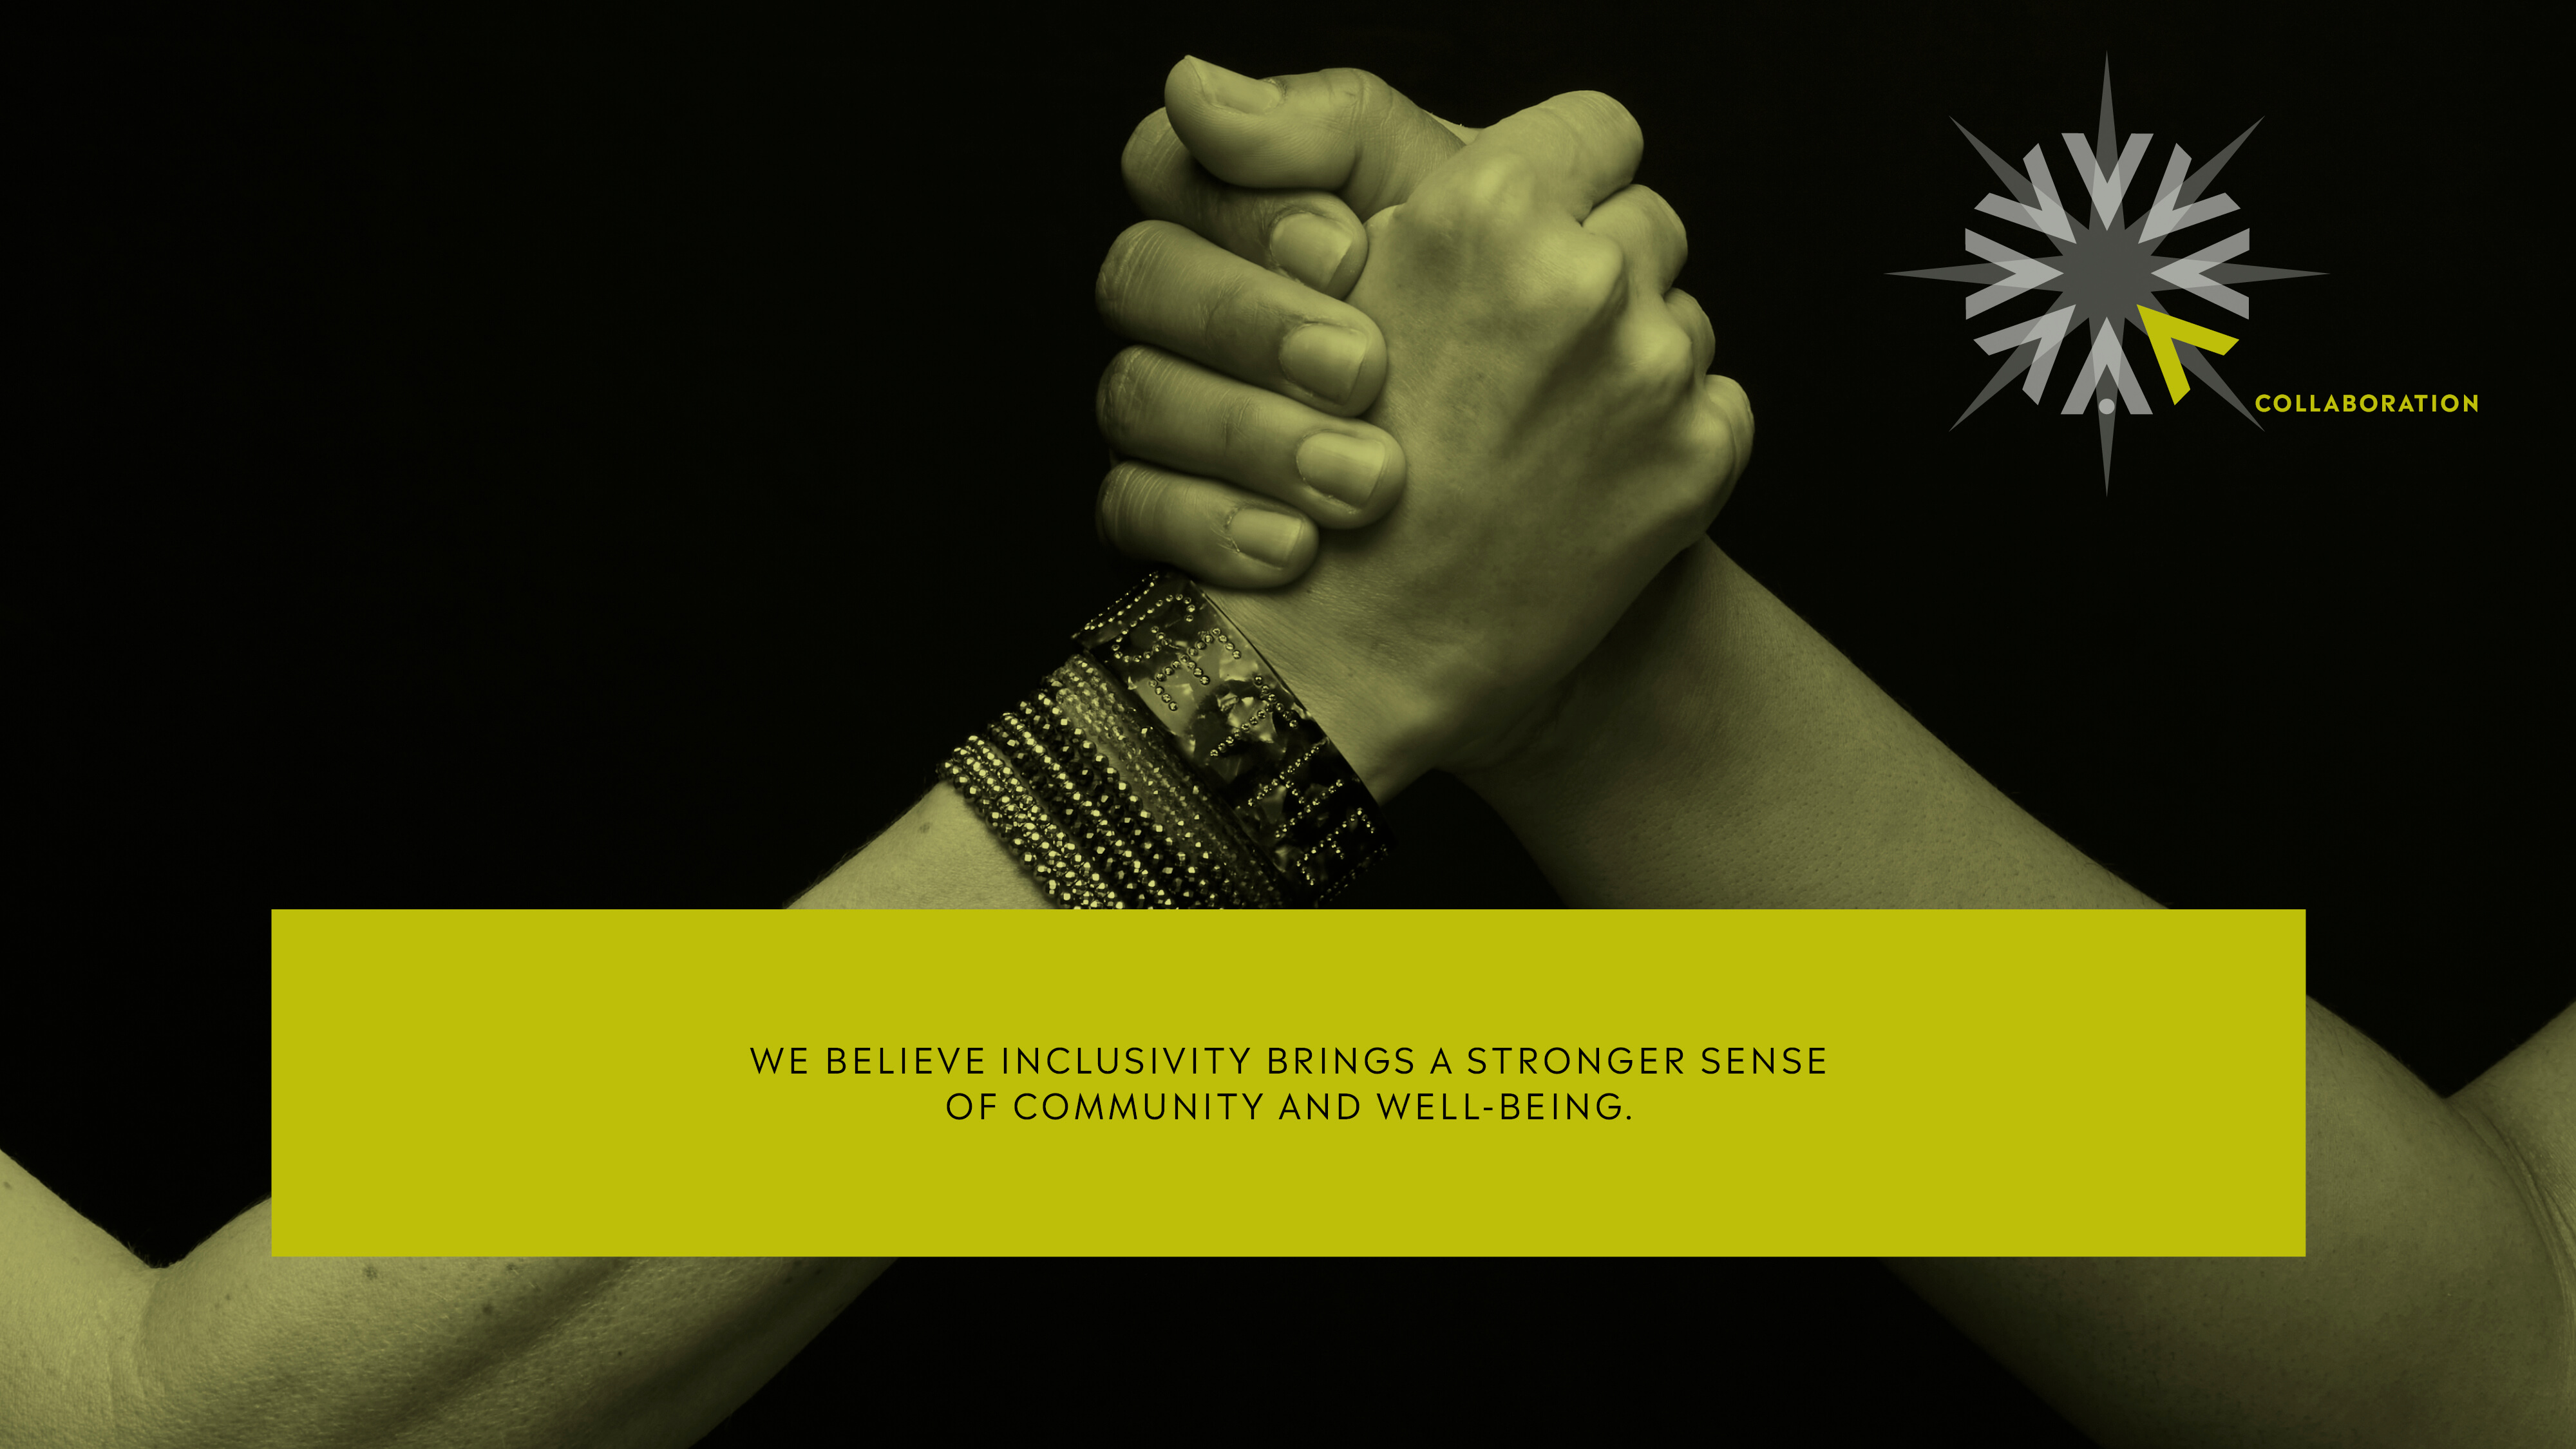 COLLABORATION
WE BELIEVE INCLUSIVITY BRINGS A STRONGER SENSE
OF COMMUNITY AND WELL-BEING.